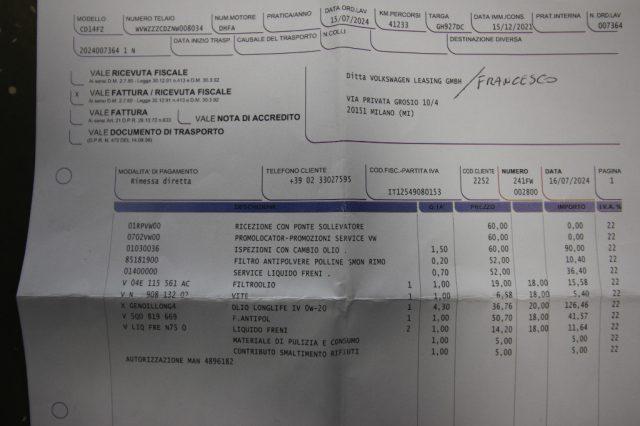 MODELLO NUMERO TELAIO NUM.MOTORE PRATICA/ANNO DATA ORD.LAV KM.PERCORSI TARGA DATA IMM./CONS. PRAT.INTERNA N.ORD.LAV
CD14FZ WVWZZZCDZNW008034 DHFA 15/07/2024 41233 GH927DC 15/12/2021 007364
DATA INIZIO TRASP CAUSALE DEL TRASPORTO N.COLLI DESTINAZIONE DIVERSA
2024007364 1 N
VALE RICEVUTA FISCALE
X VALE FATTURA / RICEVUTA FISCALE
VALE FATTURA
VALE NOTA DI ACCREDITO
VALE DOCUMENTO DI TRASPORTO
Ditta VOLKSWAGEN LEASING GMBH / FRANCESCO
VIA PRIVATA GROSIO 10/4
20151 MILANO (MI)
MODALITA' DI PAGAMENTO TELEFONO CLIENTE COD.FISC.-PARTITA IVA COD CLIENTE NUMERO DATA PAGINA
Rimessa diretta +39 02 33027595 IT12549080153 2252 241FW 002800 16/07/2024 1
DESCRIZIONE Q.TA' PREZZO IMPORTO I.V.A. %
01RPVW00 RICEZIONE CON PONTE SOLLEVATORE 60,00 0,00 22
0702VW00 PROMOLOCATOR-PROMOZIONI SERVICE VW 60,00 0,00 22
01030036 ISPEZIONI CON CAMBIO OLIO . 1,50 60,00 90,00 22
85181900 FILTRO ANTIPOLVERE POLLINE SMON RIMO 0,20 52,00 10,40 22
01400000 SERVICE LIQUIDO FRENI . 0,70 52,00 36,40 22
V 04E 115 561 AC FILTROOLIO 1 1,00 19,00 18,00 15,58 22
V N 908 132 02 VITE 1 1,00 6,58 18,00 5,40 22
X GENOILLONG4 OLIO LONGLIFE IV 0w-20 1 4,30 36,76 20,00 126,46 22
V 5Q0 819 669 F.ANTIPOL 1 1,00 50,70 18,00 41,57 22
V LIQ FRE N75 0 LIQUIDO FRENI 2 1,00 14,20 18,00 11,64 22
MATERIALE DI PULIZIA E CONSUMO 1,00 5,00 5,00 22
CONTRIBUTO SMALTIMENTO RIFIUTI 1,00 5,00 5,00 22
AUTORIZZAZIONE MAN 4896182